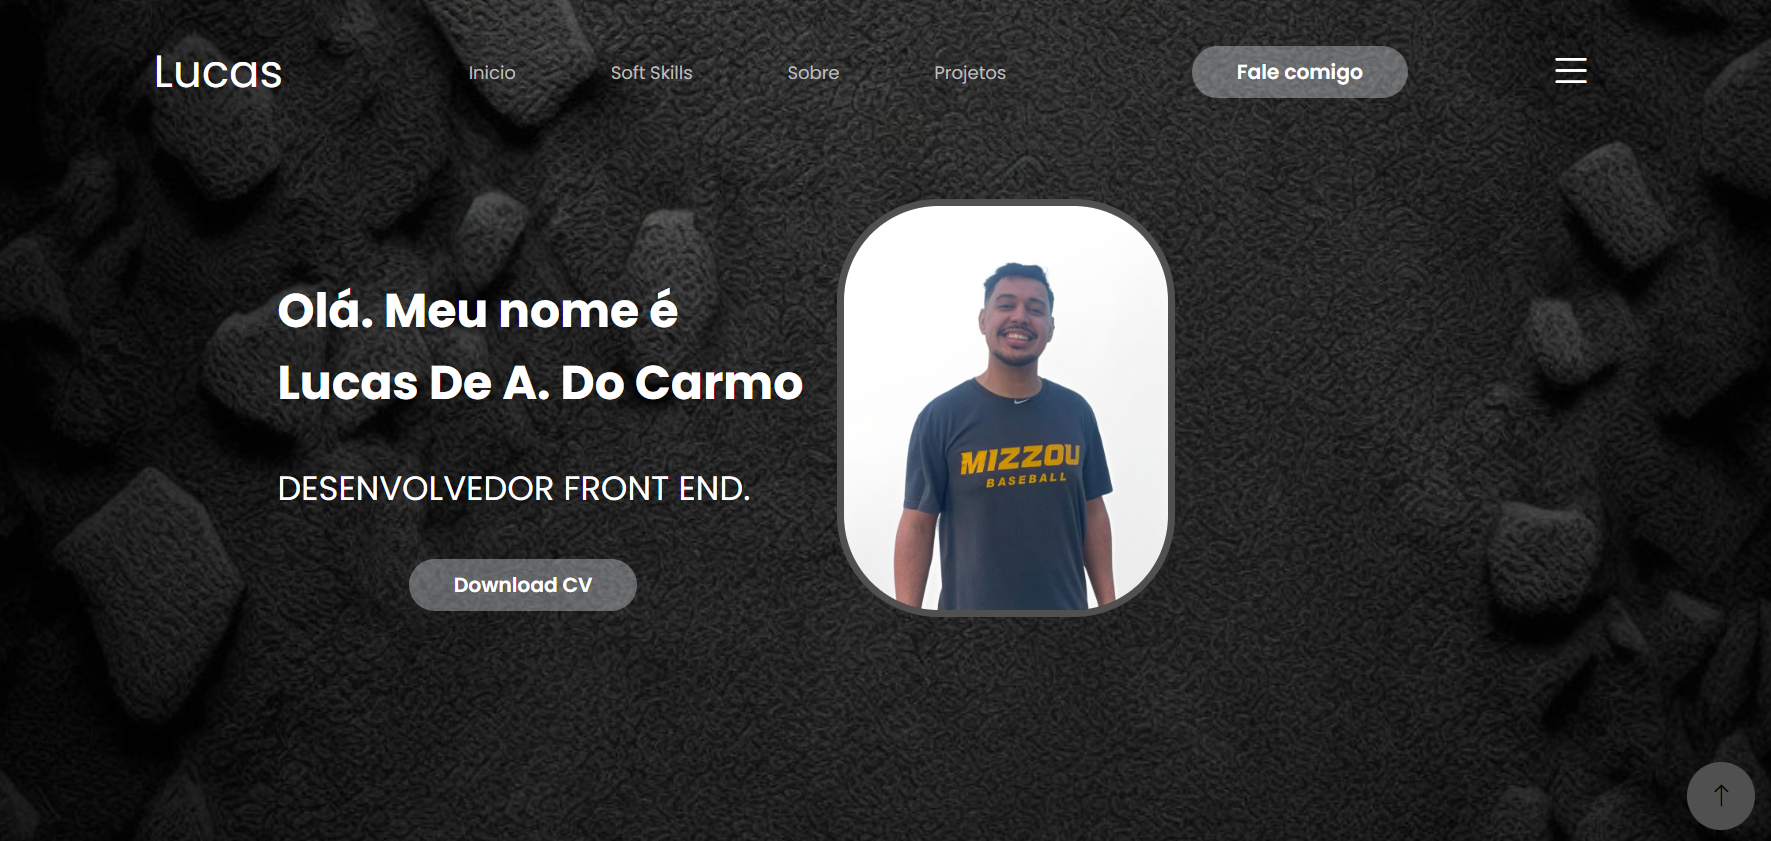 Lucas
Inicio
Soft Skills
Sobre
Projetos
Fale comigo
Olá. Meu nome é
Lucas De A. Do Carmo
DESENVOLVEDOR FRONT END.
Download CV
MIZZOU
BASEBALL